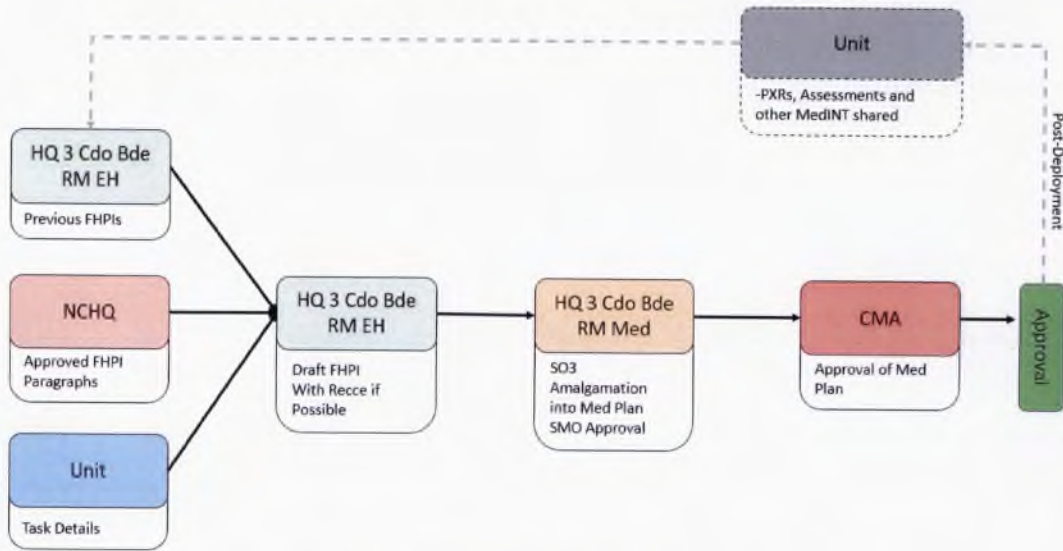 Unit
-PXRs, Assessments and
other MedINT shared
Post-Deployment
HQ 3 Cdo Bde
RM EH
Previous FHPIs
NCHQ
Approved FHPI
Paragraphs
Unit
Task Details
HQ 3 Cdo Bde
RM EH
Draft FHPI
With Recce if
Possible
HQ 3 Cdo Bde
RM Med
SO3
Amalgamation
into Med Plan
SMO Approval
CMA
Approval of Med
Plan
Approval